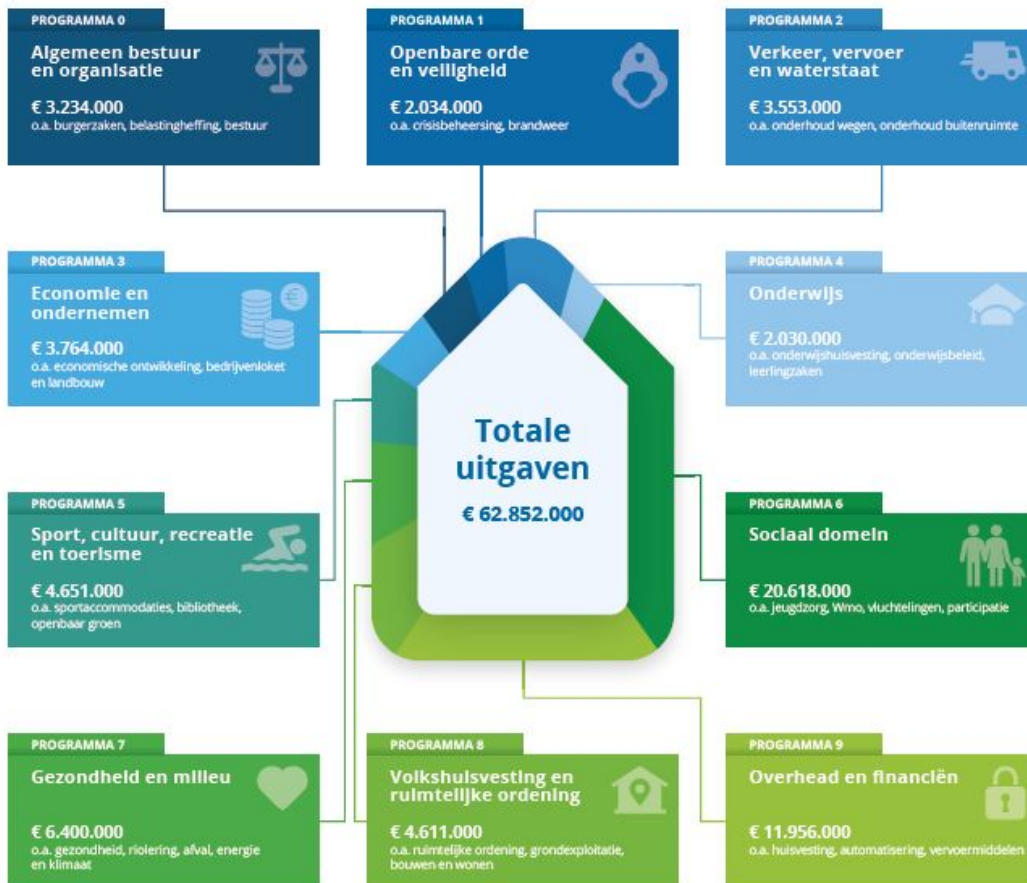 PROGRAMMA 0
Algemeen bestuur
en organisatie
€ 3.234.000
o.a. burgerzaken, belastingheffing, bestuur
PROGRAMMA 1
Openbare orde
en veiligheid
€ 2.034.000
o.a. crisisbeheersing, brandweer
PROGRAMMA 2
Verkeer, vervoer
en waterstaat
€ 3.553.000
o.a. onderhoud wegen, onderhoud buitenruimte
PROGRAMMA 3
Economie en
ondernemen
€ 3.764.000
o.a. economische ontwikkeling, bedrijvenloket
en landbouw
PROGRAMMA 4
Onderwijs
€ 2.030.000
o.a. onderwijshuisvesting, onderwijsbeleid,
leerlingzaken
Totale
uitgaven
€ 62.852.000
PROGRAMMA 5
Sport, cultuur, recreatie
en toerisme
€ 4.651.000
o.a. sportaccommodaties, bibliotheek,
openbaar groen
PROGRAMMA 6
Sociaal domein
€ 20.618.000
o.a. jeugdzorg, Wmo, vluchtelingen, participatie
PROGRAMMA 7
Gezondheid en milieu
€ 6.400.000
o.a. gezondheid, riolering, afval, energie
en klimaat
PROGRAMMA 8
Volkshuisvesting en
ruimtelijke ordening
€ 4.611.000
o.a. ruimtelijke ordening, grondexploitatie,
bouwen en wonen
PROGRAMMA 9
Overhead en financiën
€ 11.956.000
o.a. huisvesting, automatisering, vervoermiddelen